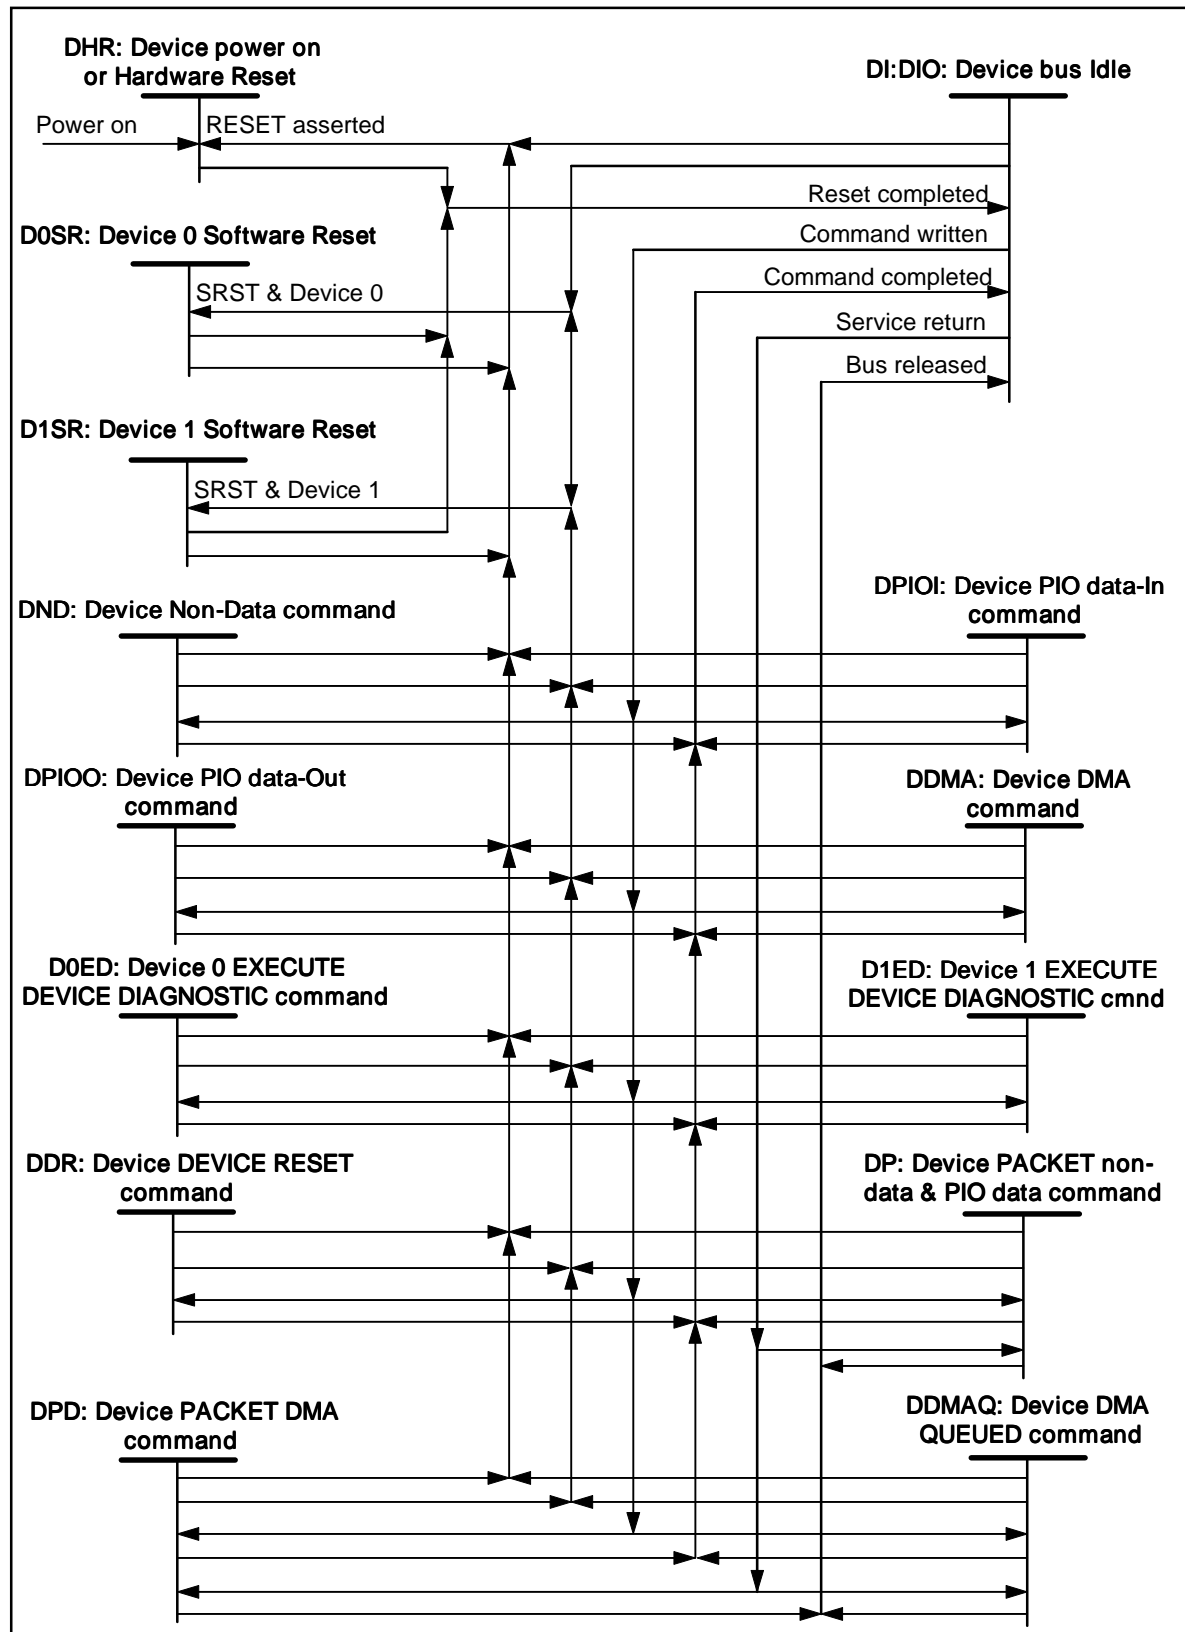 DHR: Device power on
or Hardware Reset
DI:DIO: Device bus Idle
Power on
RESET asserted
Reset completed
D0SR: Device 0 Software Reset
Command written
Command completed
SRST & Device 0
Service return
Bus released
D1SR: Device 1 Software Reset
SRST & Device 1
DND: Device Non-Data command
DPIOI: Device PIO data-In
command
DPIOO: Device PIO data-Out
command
DDMA: Device DMA
command
D0ED: Device 0 EXECUTE
DEVICE DIAGNOSTIC command
D1ED: Device 1 EXECUTE
DEVICE DIAGNOSTIC cmnd
DDR: Device DEVICE RESET
command
DP: Device PACKET non-
data & PIO data command
DPD: Device PACKET DMA
command
DDMAQ: Device DMA
QUEUED command